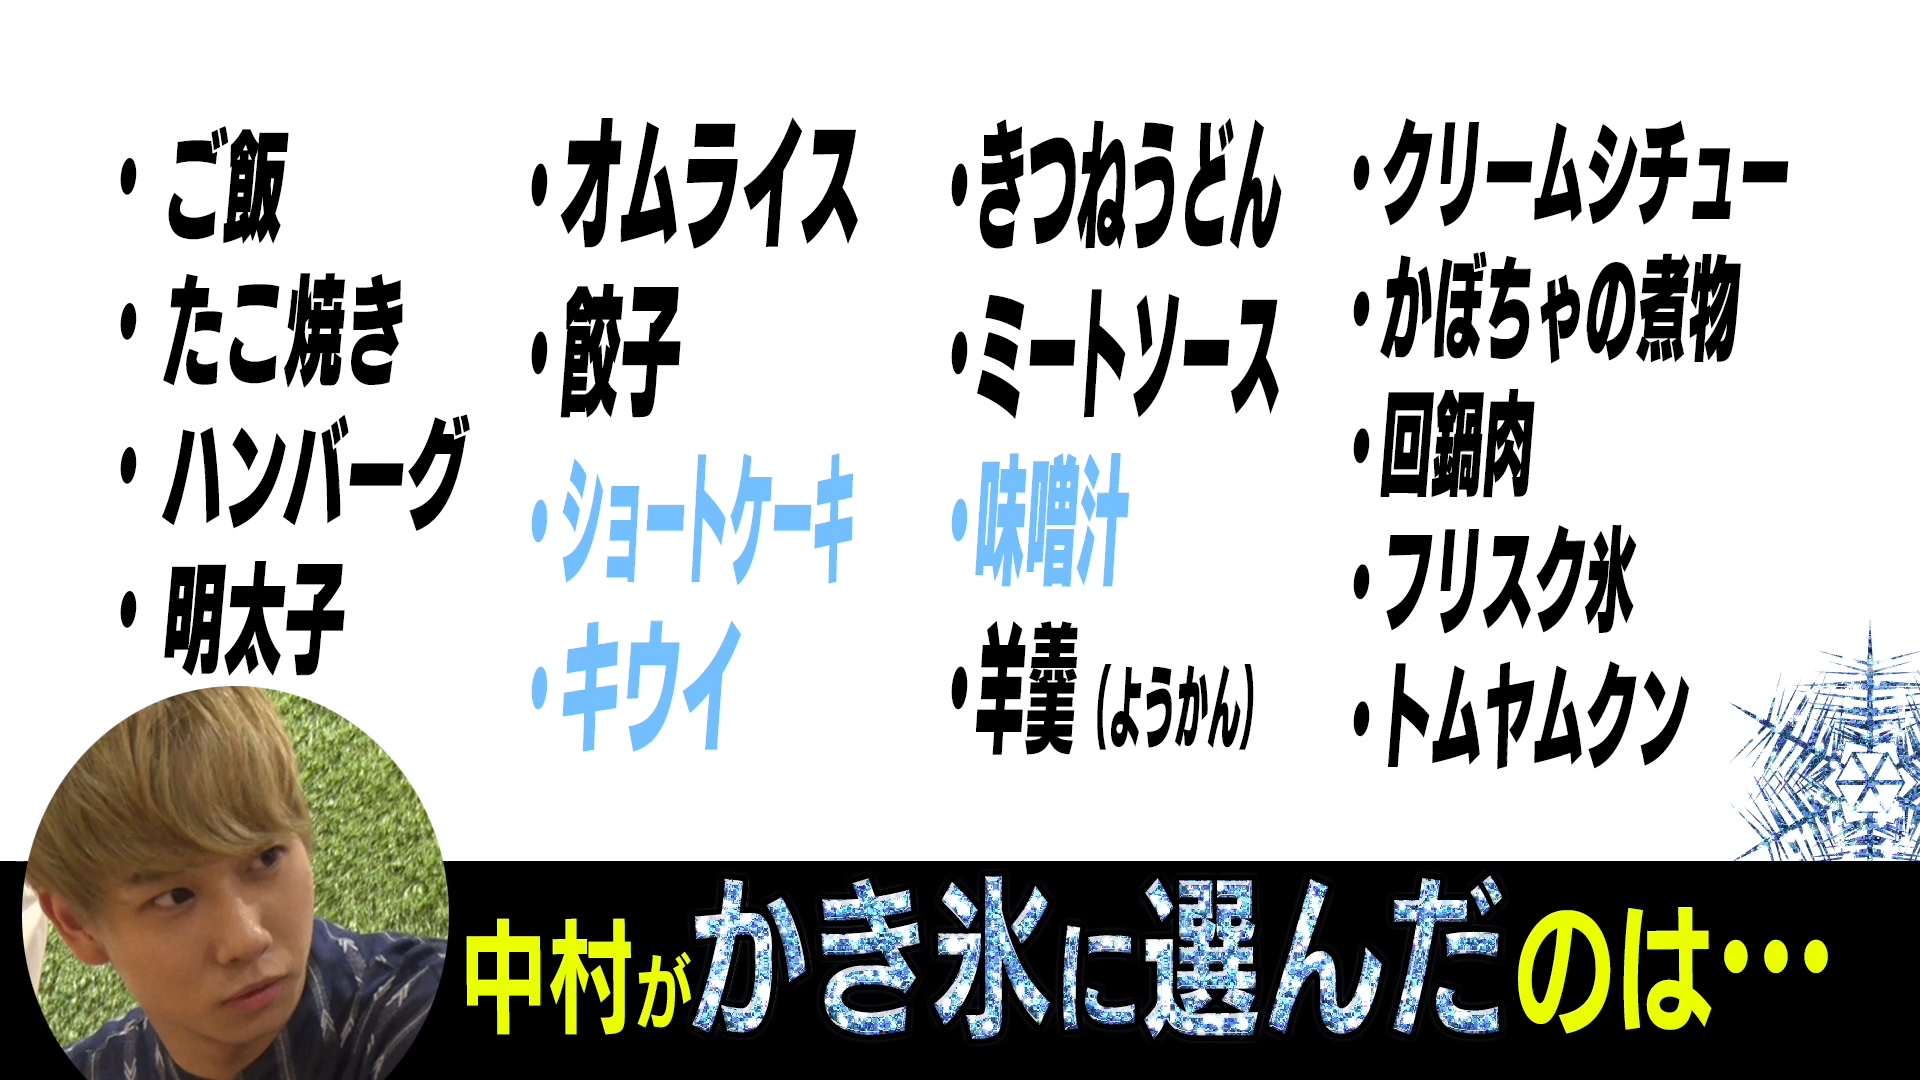 ・ご飯
・たこ焼き
・ハンバーグ
・明太子
・オムライス
・餃子
・ショートケーキ
・キウイ
・きつねうどん
・ミートソース
・味噌汁
・羊羹（ようかん）
・クリームシチュー
・かぼちゃの煮物
・回鍋肉
・フリスク氷
・トムヤムクン
中村がかき氷に選んだのは…